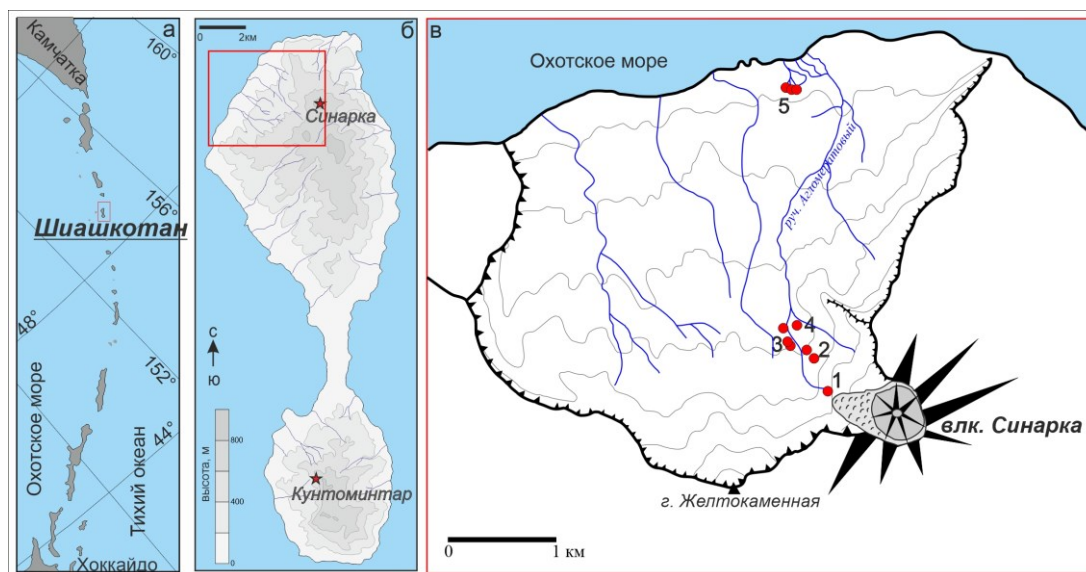 а
Камчатка
160°
156°
Шиашкотан
48°
152°
44°
Охотское море
Тихий океан
Хоккайдо
б
0 2км
Синарка
с
ю
высота, м
800
400
0
Кунтоминтар
в
Охотское море
5
руч. Агломератовый
4
3
2
1
влк. Синарка
г. Желтокаменная
0 1 км